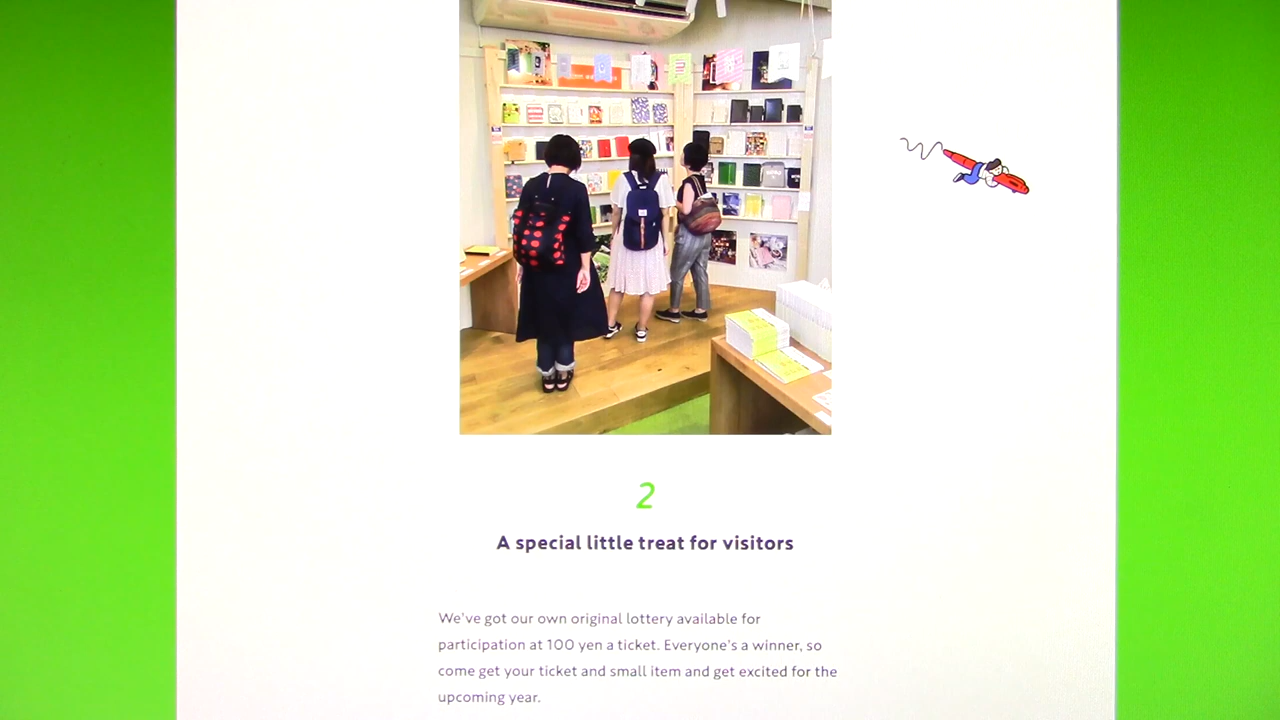 2
A special little treat for visitors
We've got our own original lottery available for
participation at 100 yen a ticket. Everyone's a winner, so
come get your ticket and small item and get excited for the
upcoming year.